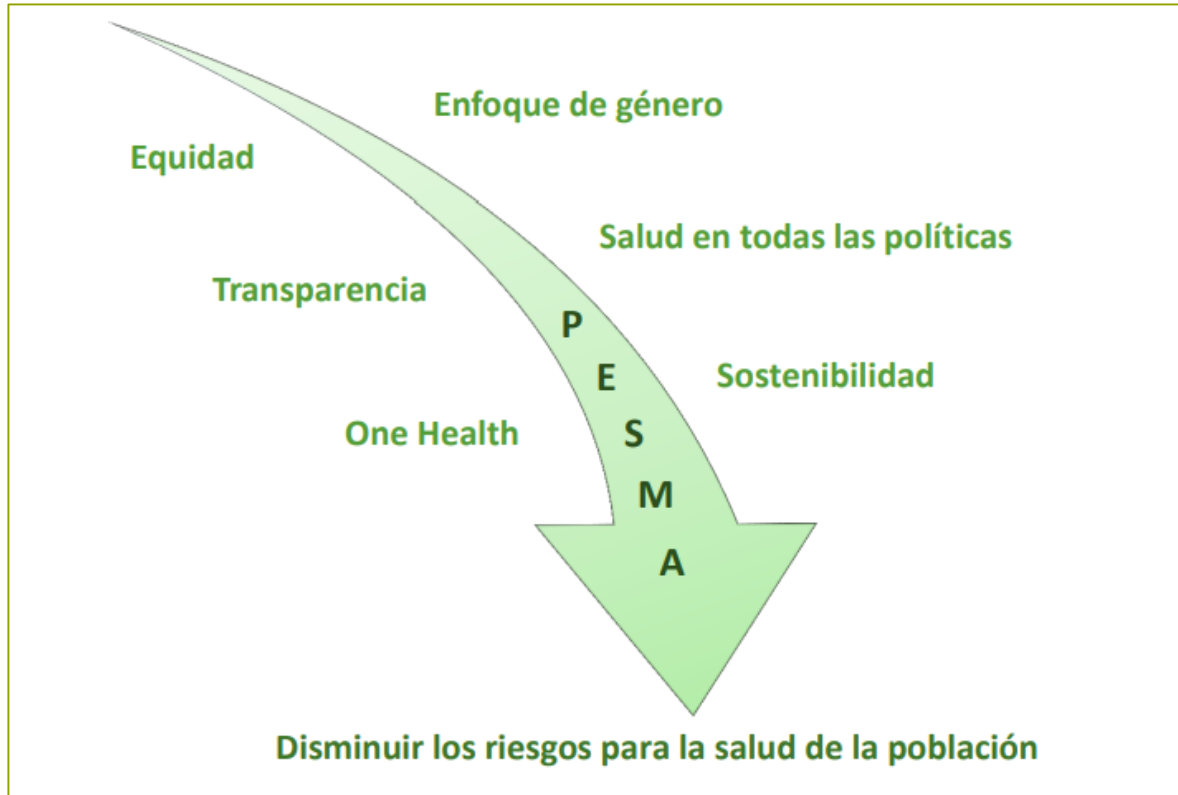 Enfoque de género
Equidad
Salud en todas las políticas
Transparencia
P
E
Sostenibilidad
S
One Health
M
A
Disminuir los riesgos para la salud de la población